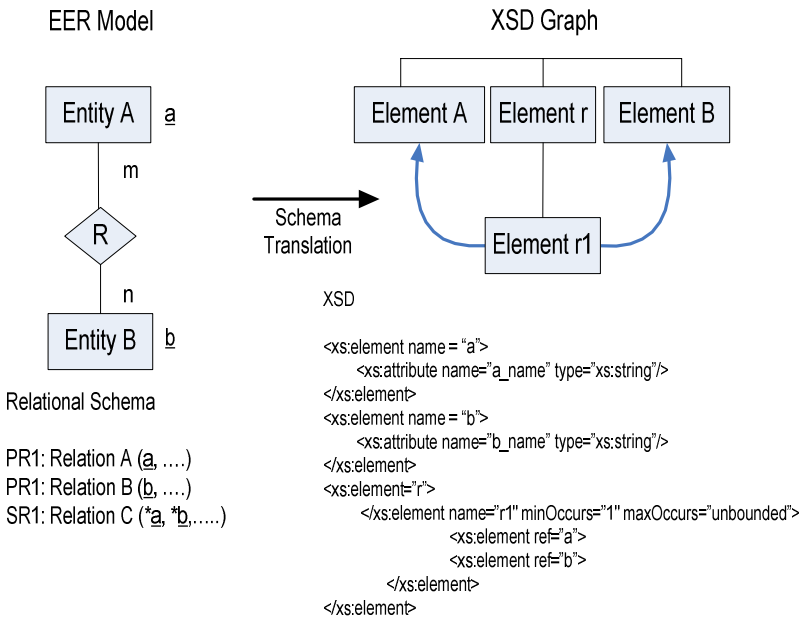 EER Model
Entity A a
m
R
n
Entity B b
Relational Schema
PR1: Relation A (a, ....)
PR1: Relation B (b, ....)
SR1: Relation C (*a, *b,.....)
Schema
Translation
XSD Graph
Element A Element r Element B
Element r1
XSD
<xs:element name = “a”>
<xs:attribute name=”a_name” type=”xs:string”/>
</xs:element>
<xs:element name = “b”>
<xs:attribute name=”b_name” type=”xs:string”/>
</xs:element>
<xs:element=”r”>
</xs:element name=”r1" minOccurs=”1" maxOccurs=”unbounded”>
<xs:element ref=”a”>
<xs:element ref=”b”>
</xs:element>
</xs:element>